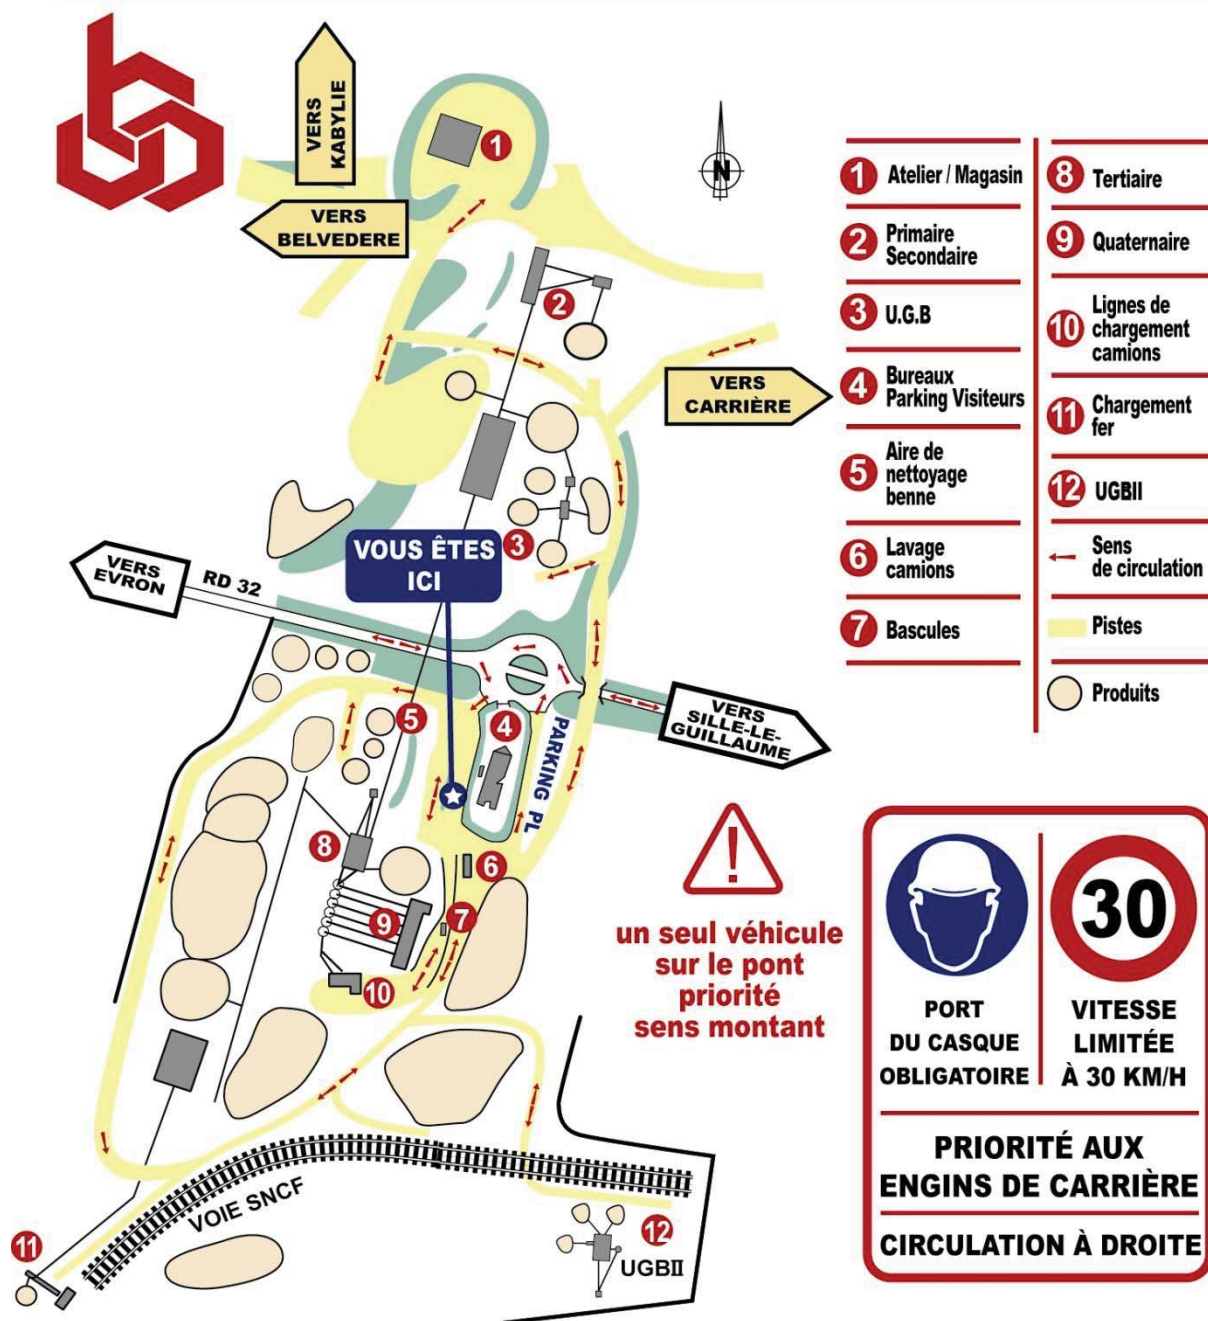 VERS
KABYLIE
VERS
BELVEDERE
1
2
N
VERS
CARRIÈRE
3
VOUS ÊTES
ICI
VERS
EVRON
RD 32
4
5
VERS
SILLE-LE-
GUILLAUME
PARKING PL
8
6
9
7
10
VOIE SNCF
11
12
UGBII
1 Atelier / Magasin
2 Primaire
Secondaire
3 U.G.B
4 Bureaux
Parking Visiteurs
5 Aire de
nettoyage
benne
6 Lavage
camions
7 Bascules
8 Tertiaire
9 Quaternaire
10 Lignes de
chargement
camions
11 Chargement
fer
12 UGBII
Sens
de circulation
Pistes
Produits
!
un seul véhicule
sur le pont
priorité
sens montant
PORT
DU CASQUE
OBLIGATOIRE
30
VITESSE
LIMITÉE
À 30 KM/H
PRIORITÉ AUX
ENGINS DE CARRIÈRE
CIRCULATION À DROITE